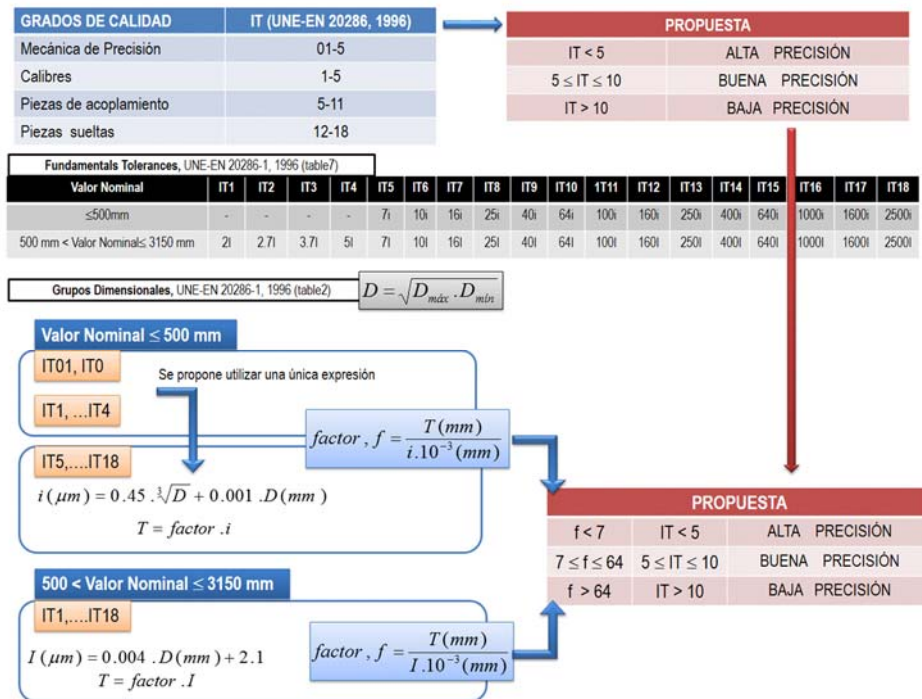 GRADOS DE CALIDAD IT (UNE-EN 20286, 1996)
Mecánica de Precisión 01-5
Calibres 1-5
Piezas de acoplamiento 5-11
Piezas sueltas 12-18
PROPUESTA
IT < 5 ALTA PRECISIÓN
5 ≤ IT ≤ 10 BUENA PRECISIÓN
IT > 10 BAJA PRECISIÓN
Fundamentals Tolerances, UNE-EN 20286-1, 1996 (table7)
Valor Nominal IT1 IT2 IT3 IT4 IT5 IT6 IT7 IT8 IT9 IT10 1T11 IT12 IT13 IT14 IT15 IT16 IT17 IT18
≤500mm - - - - 7i 10i 16i 25i 40i 64i 100i 160i 250i 400i 640i 1000i 1600i 2500i
500 mm < Valor Nominal≤ 3150 mm 2I 2.7I 3.7I 5I 7I 10I 16I 25I 40I 64I 100I 160I 250I 400I 640I 1000I 1600I 2500I
Grupos Dimensionales, UNE-EN 20286-1, 1996 (table2)
D = √(D máx . D mín)
Valor Nominal ≤ 500 mm
IT01, IT0
Se propone utilizar una única expresión
IT1, ...IT4
factor , f = T(mm) / i.10⁻³(mm)
IT5,....IT18
i(μm) = 0.45 . ∛D + 0.001 .D(mm)
T = factor .i
PROPUESTA
f < 7 IT < 5 ALTA PRECISIÓN
7 ≤ f ≤ 64 5 ≤ IT ≤ 10 BUENA PRECISIÓN
f > 64 IT > 10 BAJA PRECISIÓN
500 < Valor Nominal ≤ 3150 mm
IT1,....IT18
I(μm) = 0.004 .D(mm) + 2.1
T = factor .I
factor , f = T(mm) / I.10⁻³(mm)